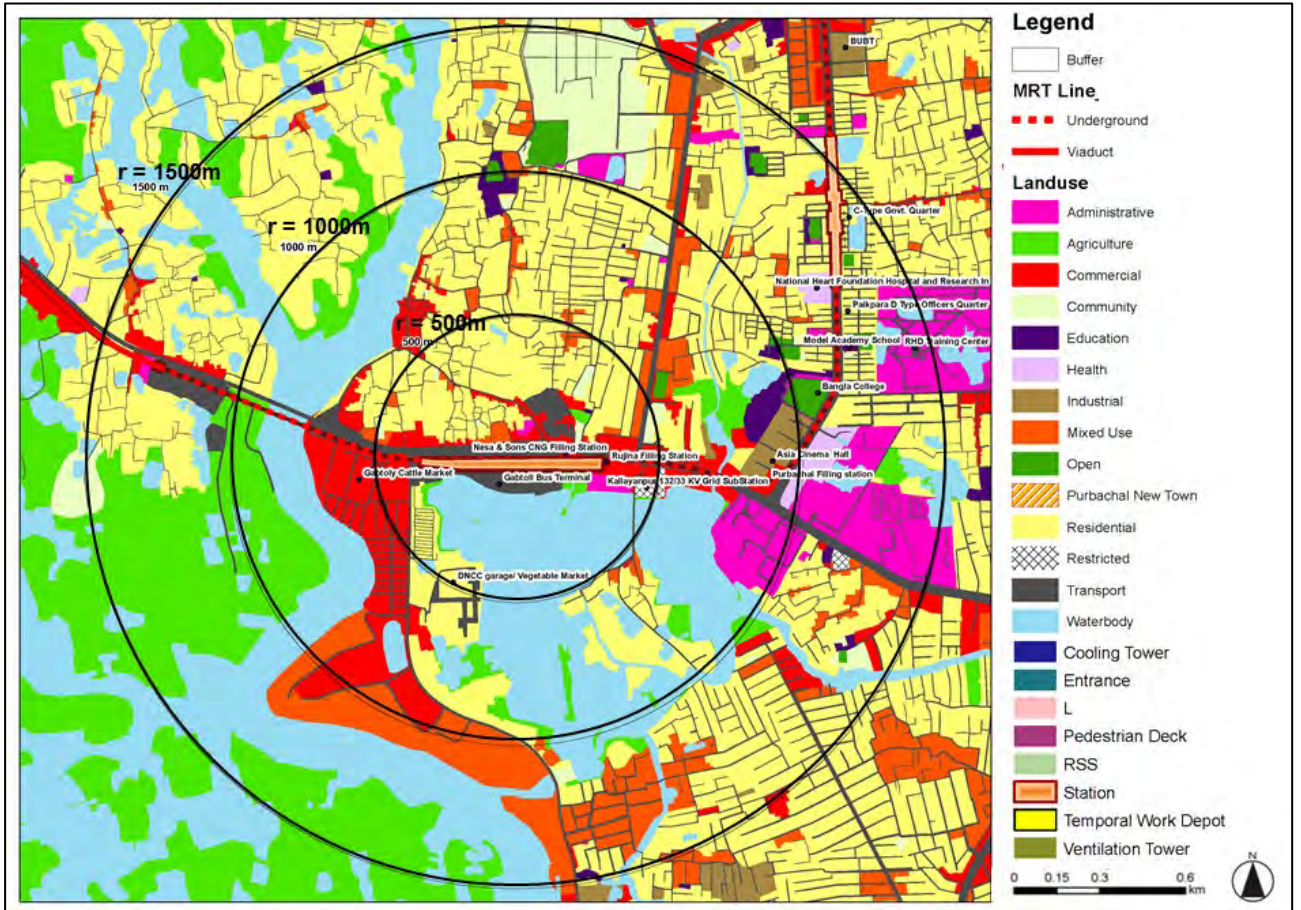 BUBT
r = 1500m
1500 m
r = 1000m
1000 m
C-Type Govt. Quarter
National Heart Foundation Hospital and Research In
Paikpara D Type Officers Quarter
r = 500m
500 m
Model Academy School
RHD Training Center
Bangla College
Nesa & Sons CNG Filling Station
Rujina Filling Station
Asia Cinema Hall
Gabtoly Cattle Market
Gabtoli Bus Terminal
Kallayanpur 132/33 KV Grid SubStation
Purbachal Filling station
DNCC garage/ Vegetable Market
Legend
Buffer
MRT Line
Underground
Viaduct
Landuse
Administrative
Agriculture
Commercial
Community
Education
Health
Industrial
Mixed Use
Open
Purbachal New Town
Residential
Restricted
Transport
Waterbody
Cooling Tower
Entrance
L
Pedestrian Deck
RSS
Station
Temporal Work Depot
Ventilation Tower
0 0.15 0.3 0.6
km
N